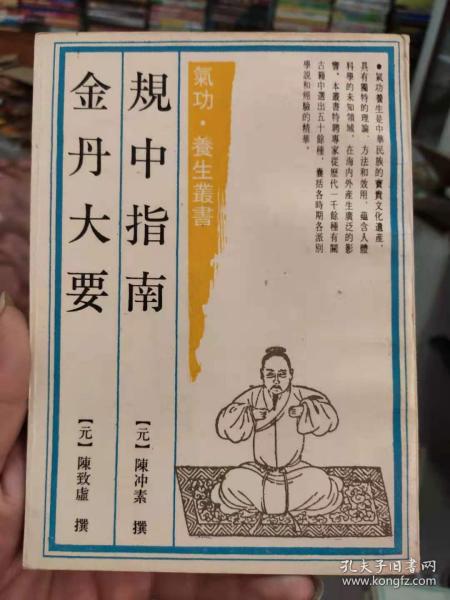 ●氣功養生是中華民族的寶貴文化遺產，
具有獨特的理論、方法和效用，蘊含人體
科學的未知領域，在海内外產生廣泛的影
響。本叢書特聘專家從歷代一千餘種有關
古籍中選出五十餘種，囊括各時期各派别
學說和經驗的精華。
氣功·養生叢書
規中指南
【元】陳冲素 撰
金丹大要
【元】陳致虛 撰
孔夫子旧书网
www.kongfz.com